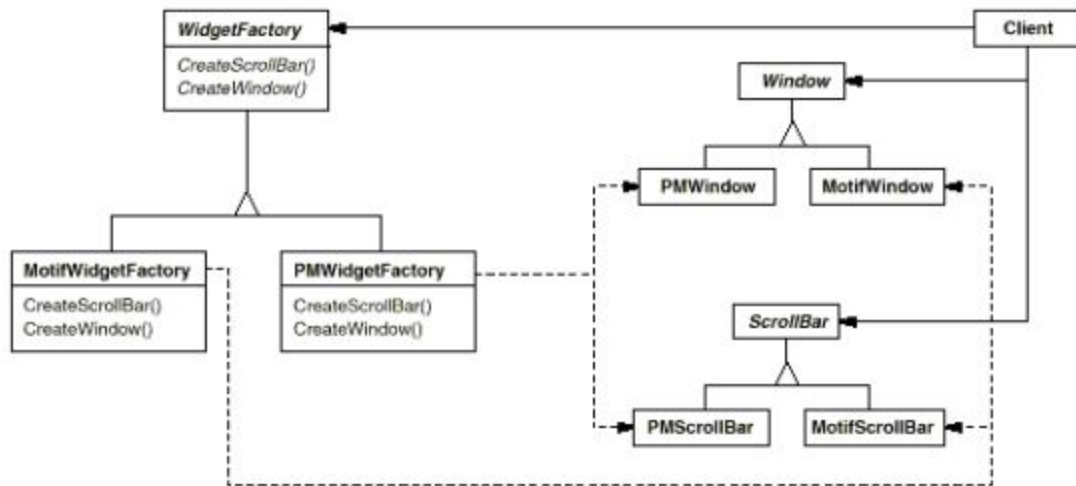 WidgetFactory
CreateScrollBar()
CreateWindow()
Client
Window
PMWindow
MotifWindow
MotifWidgetFactory
CreateScrollBar()
CreateWindow()
PMWidgetFactory
CreateScrollBar()
CreateWindow()
ScrollBar
PMScrollBar
MotifScrollBar